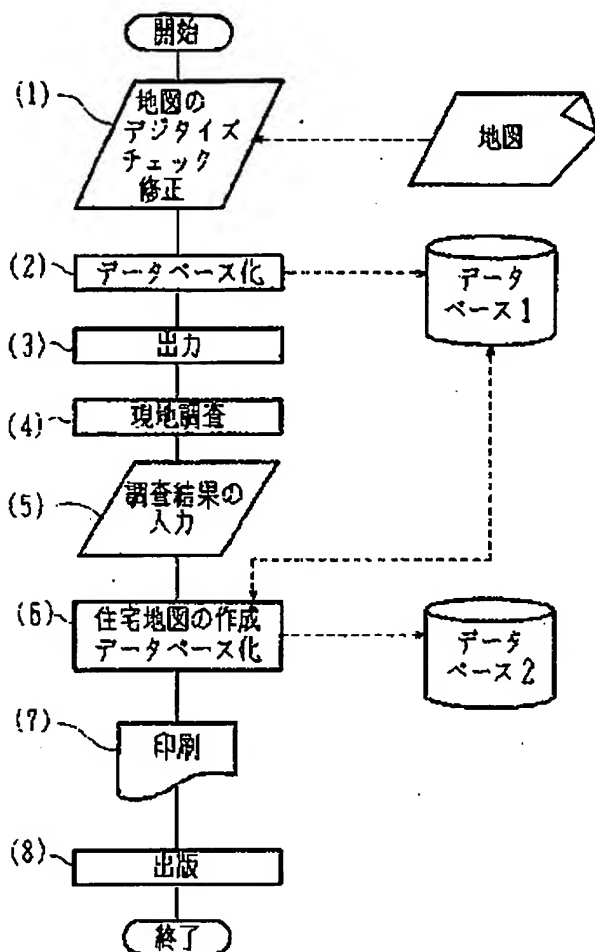 開始
(1)
地図の
デジタイズ
チェック
修正
地図
(2)
データベース化
データ
ベース1
(3)
出力
(4)
現地調査
(5)
調査結果の
入力
(6)
住宅地図の作成
データベース化
データ
ベース2
(7)
印刷
(8)
出版
終了